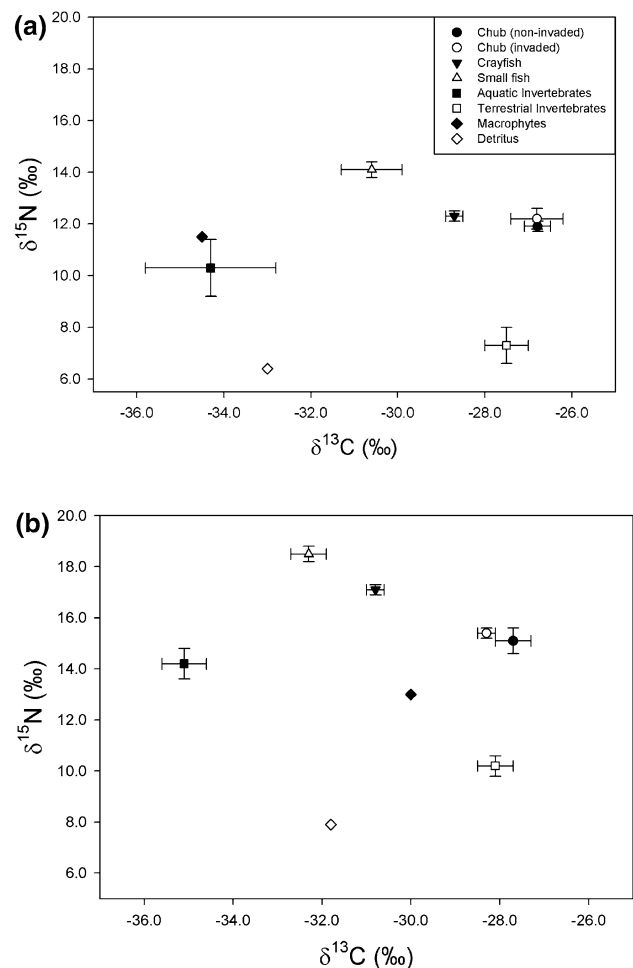 (a)
20.0
18.0
16.0
14.0
12.0
10.0
8.0
6.0
δ15N (‰)
Chub (non-invaded)
Chub (invaded)
Crayfish
Small fish
Aquatic Invertebrates
Terrestrial Invertebrates
Macrophytes
Detritus
-36.0 -34.0 -32.0 -30.0 -28.0 -26.0
δ13C (‰)
(b)
20.0
18.0
16.0
14.0
12.0
10.0
8.0
6.0
δ15N (‰)
-36.0 -34.0 -32.0 -30.0 -28.0 -26.0
δ13C (‰)